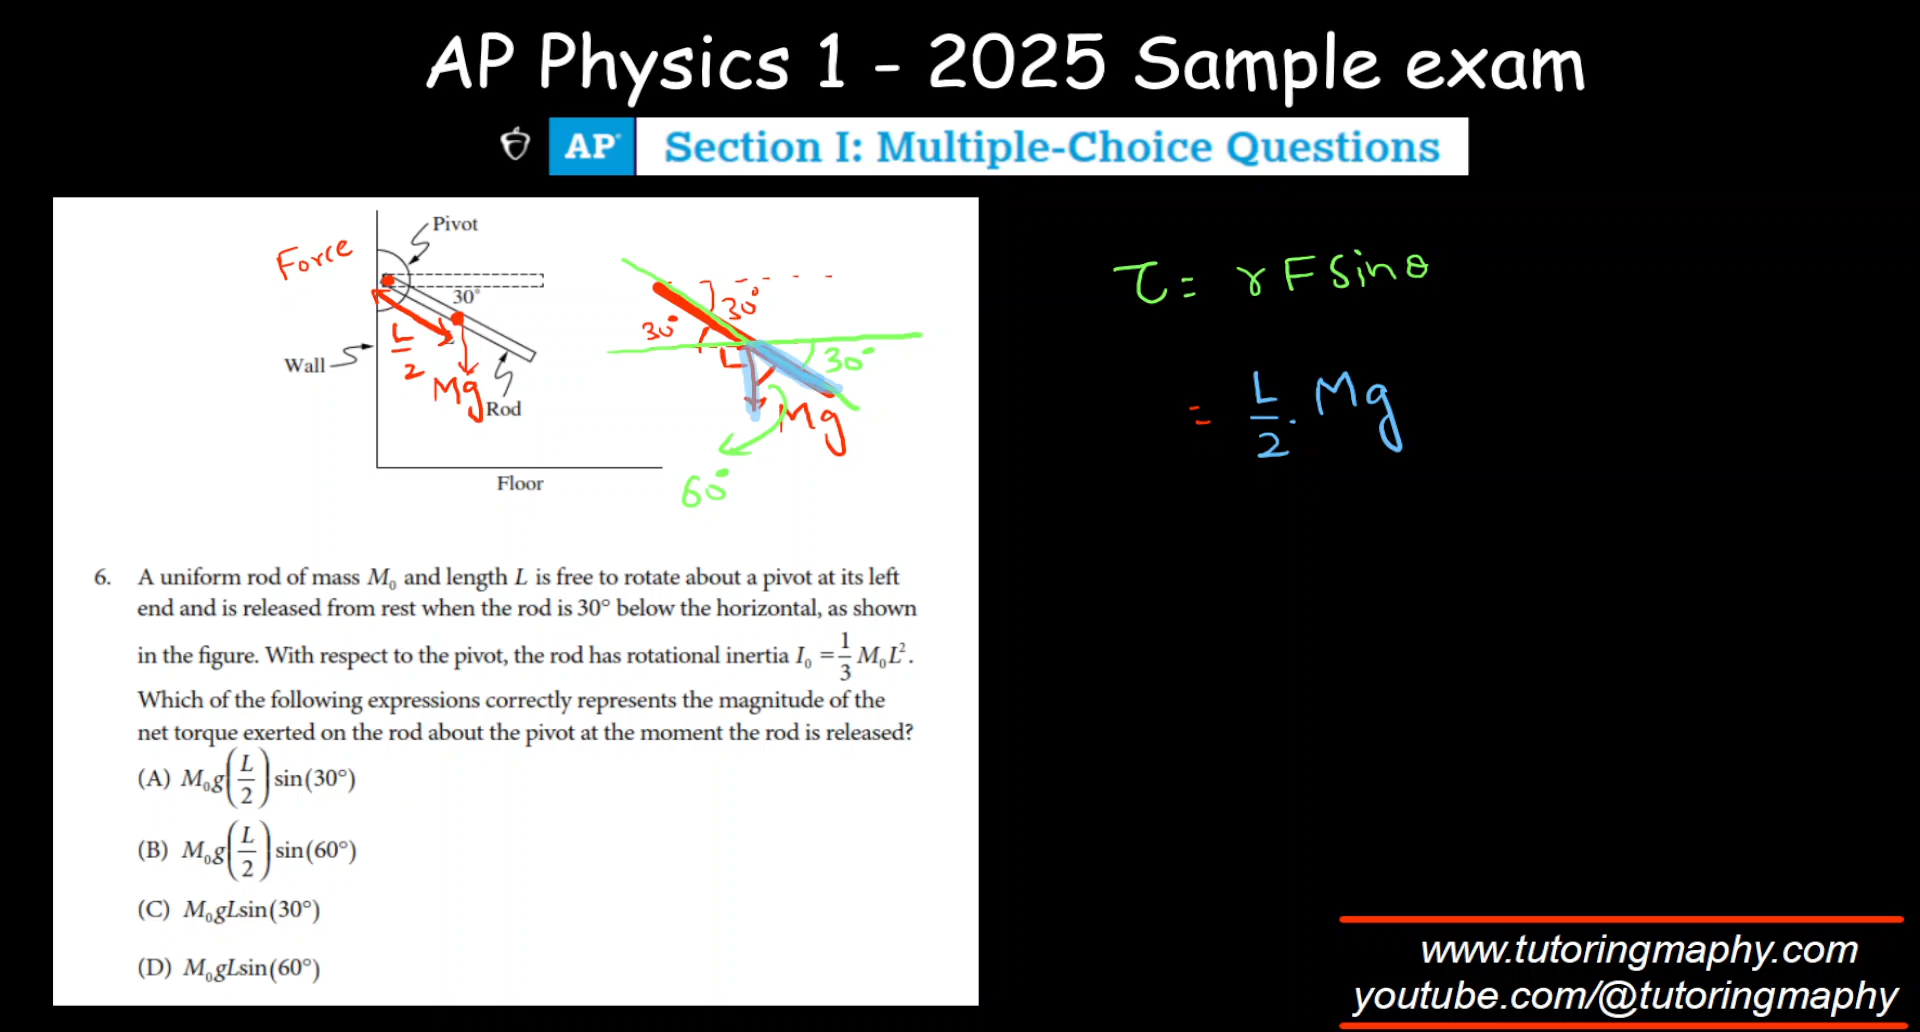 AP Physics 1 - 2025 Sample exam
AP® Section I: Multiple-Choice Questions
Pivot
Force
30°
L/2
Wall
Mg
Rod
Floor
30°
30°
30°
Mg
60°
τ = rFsinθ
= L/2 . Mg
6. A uniform rod of mass M₀ and length L is free to rotate about a pivot at its left
end and is released from rest when the rod is 30° below the horizontal, as shown
in the figure. With respect to the pivot, the rod has rotational inertia I₀ = 1/3 M₀L².
Which of the following expressions correctly represents the magnitude of the
net torque exerted on the rod about the pivot at the moment the rod is released?
(A) M₀g(L/2)sin(30°)
(B) M₀g(L/2)sin(60°)
(C) M₀gLsin(30°)
(D) M₀gLsin(60°)
www.tutoringmaphy.com
youtube.com/@tutoringmaphy